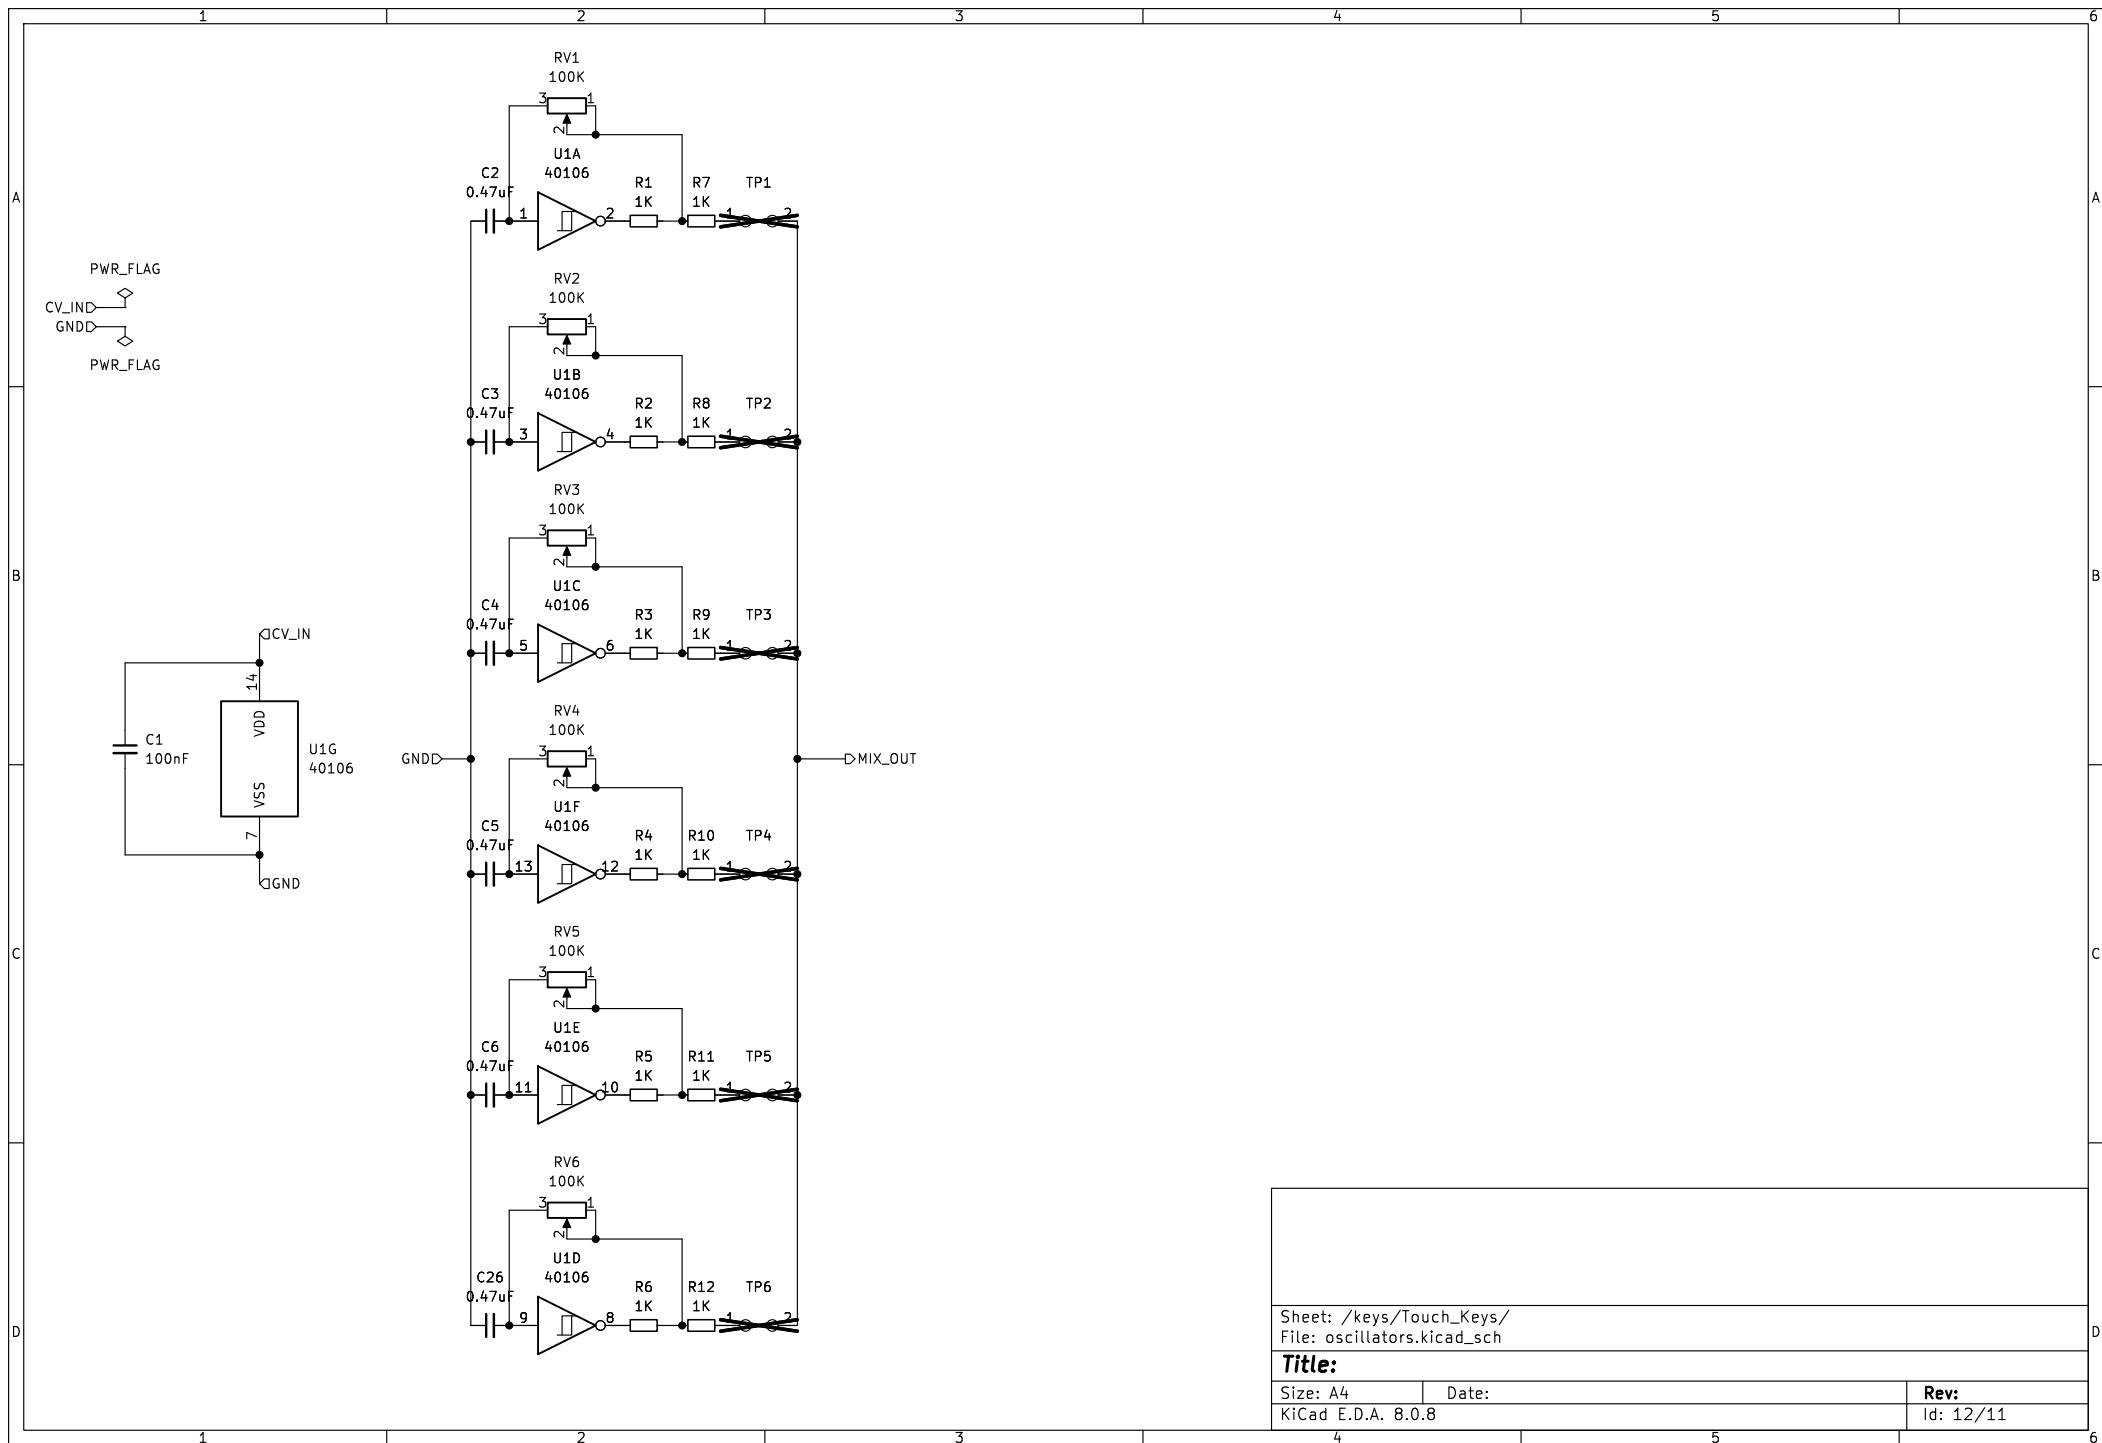 1 2 3 4 5 6
RV1
100K
3 1
2
U1A
40106
C2
0.47uF
1 2
R1
1K
R7
1K
TP1
1 2
A A
PWR_FLAG
CV_IN
GND
PWR_FLAG
RV2
100K
3 1
2
U1B
40106
C3
0.47uF
3 4
R2
1K
R8
1K
TP2
1 2
RV3
100K
3 1
2
U1C
40106
C4
0.47uF
5 6
R3
1K
R9
1K
TP3
1 2
B B
CV_IN
14
VDD
C1
100nF
U1G
40106
VSS
7
GND
GND
MIX_OUT
RV4
100K
3 1
2
U1F
40106
C5
0.47uF
13 12
R4
1K
R10
1K
TP4
1 2
RV5
100K
3 1
2
U1E
40106
C6
0.47uF
11 10
R5
1K
R11
1K
TP5
1 2
C C
RV6
100K
3 1
2
U1D
40106
C26
0.47uF
9 8
R6
1K
R12
1K
TP6
1 2
D D
Sheet: /keys/Touch_Keys/
File: oscillators.kicad_sch
Title:
Size: A4 Date: Rev:
KiCad E.D.A. 8.0.8 Id: 12/11
1 2 3 4 5 6